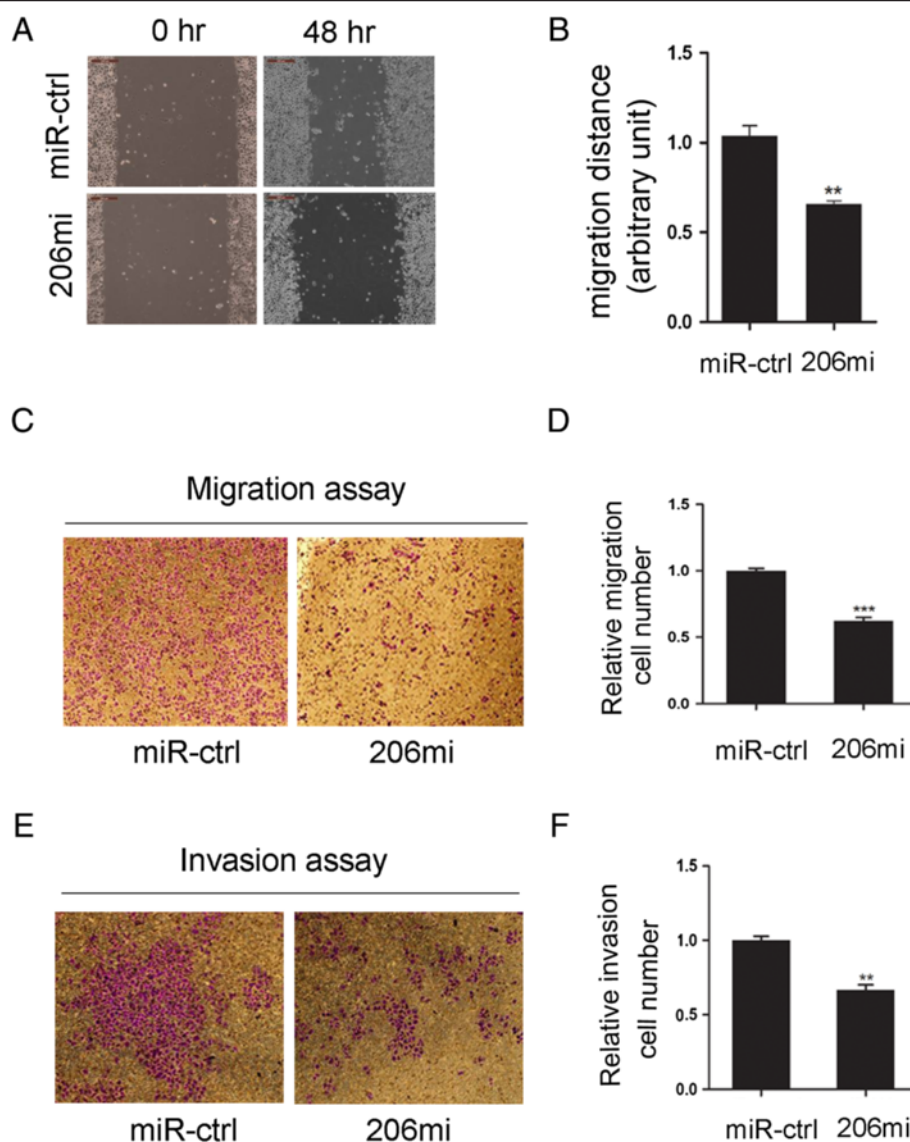 A
0 hr
48 hr
miR-ctrl
206mi
B
migration distance
(arbitrary unit)
1.5
1.0
0.5
0.0
**
miR-ctrl
206mi
C
Migration assay
miR-ctrl
206mi
D
Relative migration
cell number
1.5
1.0
0.5
0.0
***
miR-ctrl
206mi
E
Invasion assay
miR-ctrl
206mi
F
Relative invasion
cell number
1.5
1.0
0.5
0.0
**
miR-ctrl
206mi